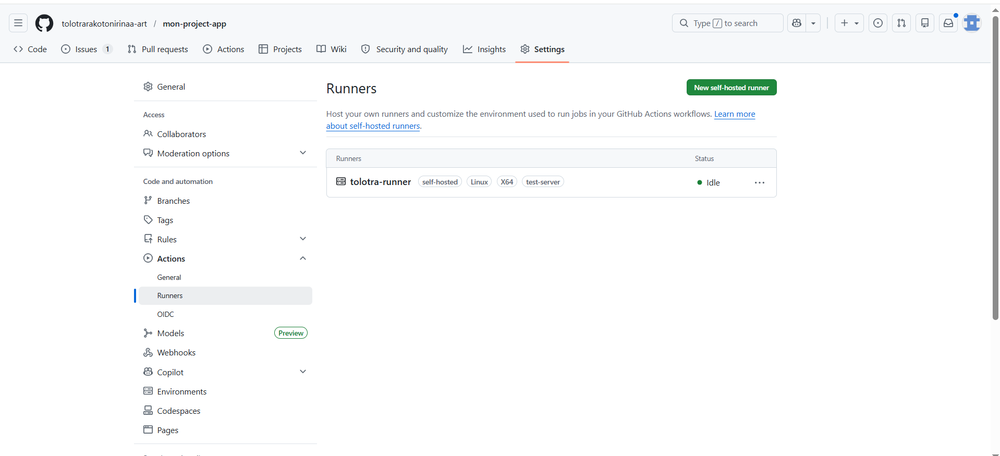 tolotrarakotonirinaa-art / mon-project-app
Type / to search
Code
Issues 1
Pull requests
Actions
Projects
Wiki
Security and quality
Insights
Settings
General
Access
Collaborators
Moderation options
Code and automation
Branches
Tags
Rules
Actions
General
Runners
OIDC
Models Preview
Webhooks
Copilot
Environments
Codespaces
Pages
Runners
New self-hosted runner
Host your own runners and customize the environment used to run jobs in your GitHub Actions workflows. Learn more
about self-hosted runners.
Runners Status
tolotra-runner self-hosted Linux X64 test-server Idle